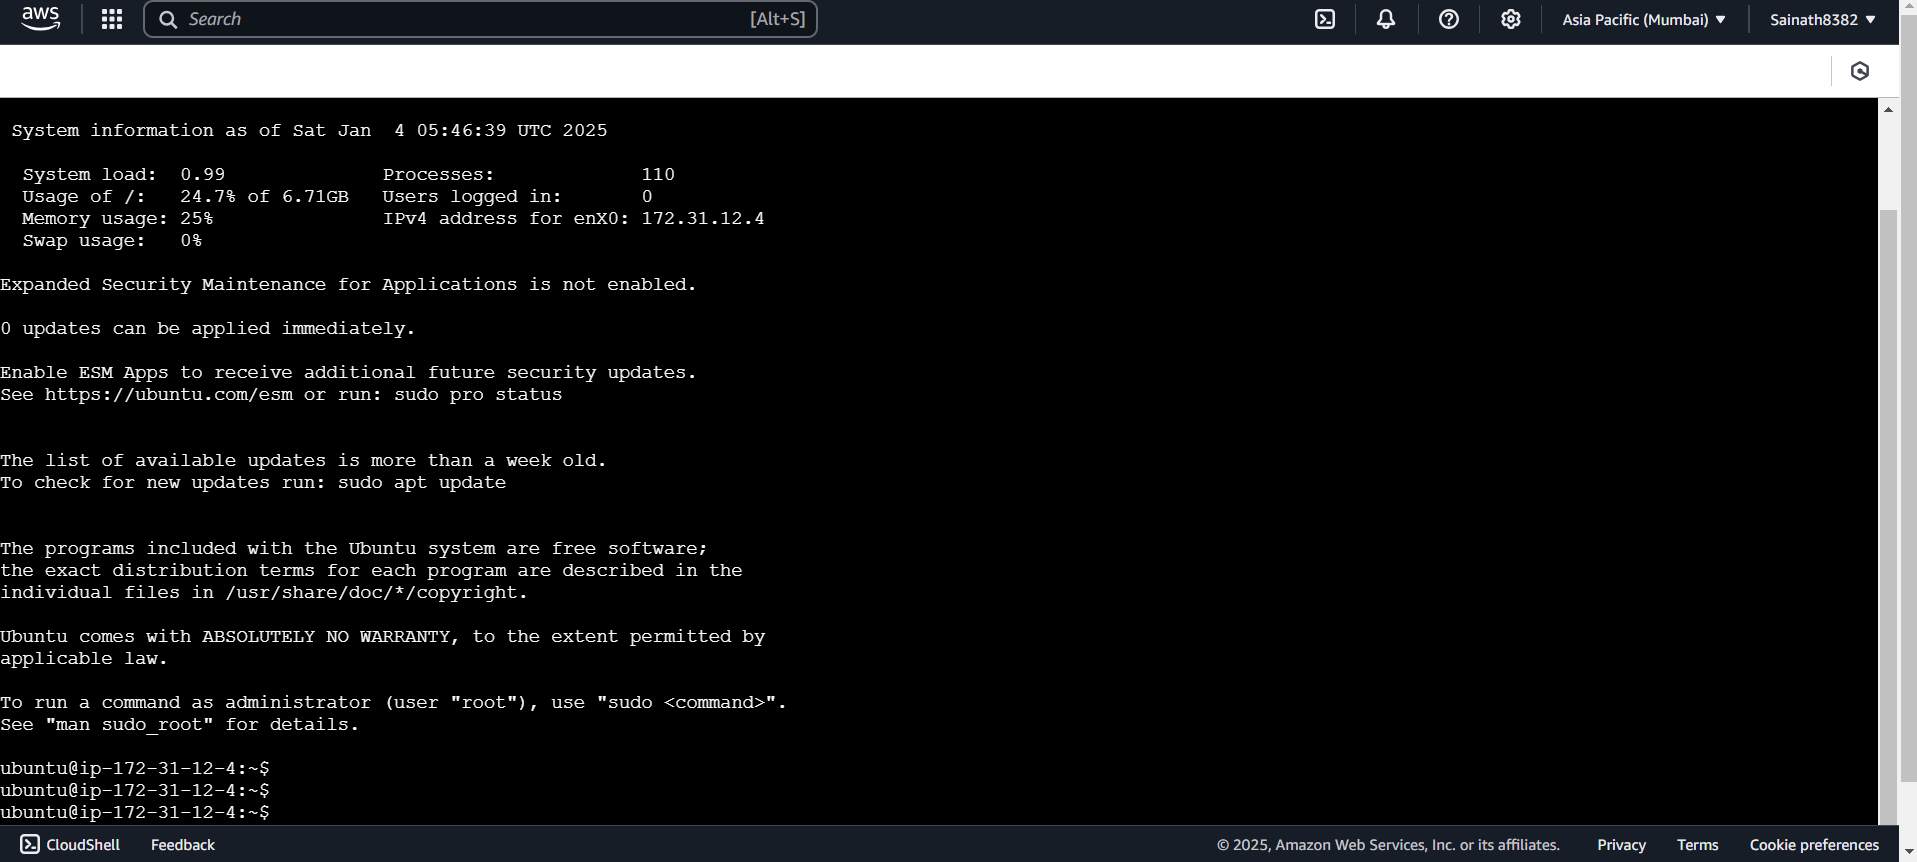 aws
Search [Alt+S]
Asia Pacific (Mumbai) ▼
Sainath8382 ▼
System information as of Sat Jan  4 05:46:39 UTC 2025
System load:  0.99 Processes: 110
Usage of /:   24.7% of 6.71GB Users logged in: 0
Memory usage: 25% IPv4 address for enX0: 172.31.12.4
Swap usage:   0%
Expanded Security Maintenance for Applications is not enabled.
0 updates can be applied immediately.
Enable ESM Apps to receive additional future security updates.
See https://ubuntu.com/esm or run: sudo pro status
The list of available updates is more than a week old.
To check for new updates run: sudo apt update
The programs included with the Ubuntu system are free software;
the exact distribution terms for each program are described in the
individual files in /usr/share/doc/*/copyright.
Ubuntu comes with ABSOLUTELY NO WARRANTY, to the extent permitted by
applicable law.
To run a command as administrator (user "root"), use "sudo <command>".
See "man sudo_root" for details.
ubuntu@ip-172-31-12-4:~$
ubuntu@ip-172-31-12-4:~$
ubuntu@ip-172-31-12-4:~$
CloudShell Feedback © 2025, Amazon Web Services, Inc. or its affiliates. Privacy Terms Cookie preferences